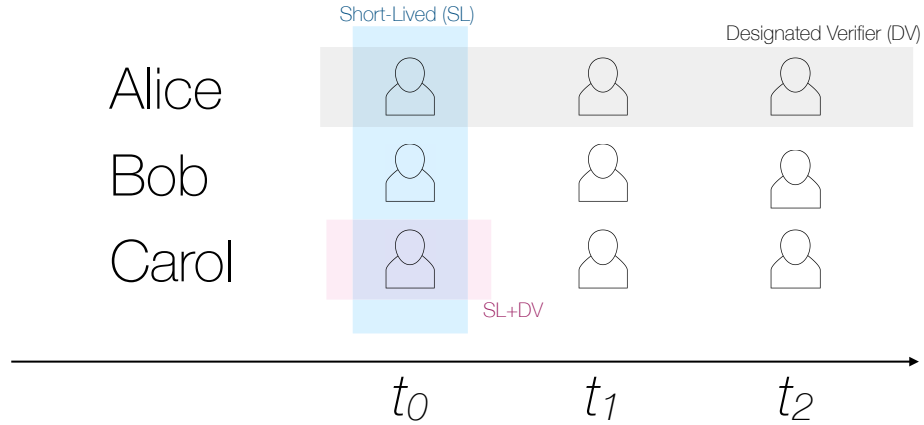 Short-Lived (SL)
Designated Verifier (DV)
Alice
Bob
Carol
SL+DV
t0 t1 t2